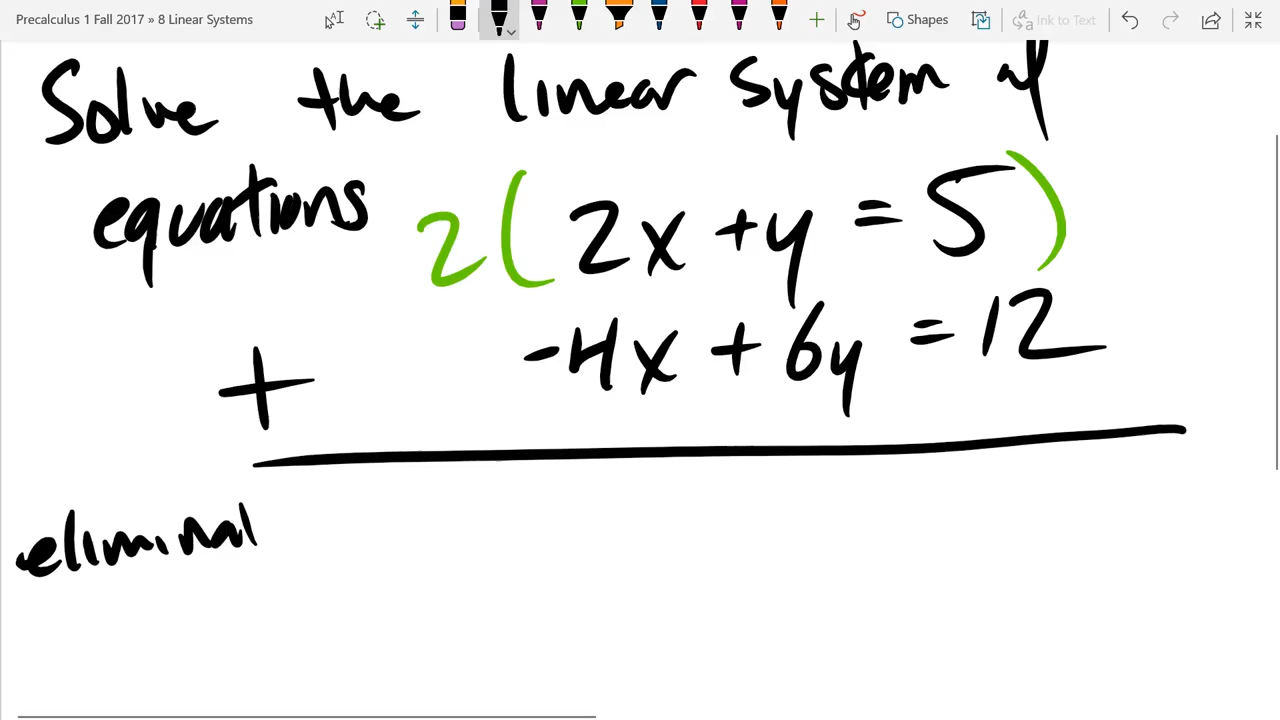 Precalculus 1 Fall 2017 » 8 Linear Systems
Shapes
Ink to Text
Solve the linear system of
equations 2(2x+y=5)
+ -4x+6y=12
eliminat